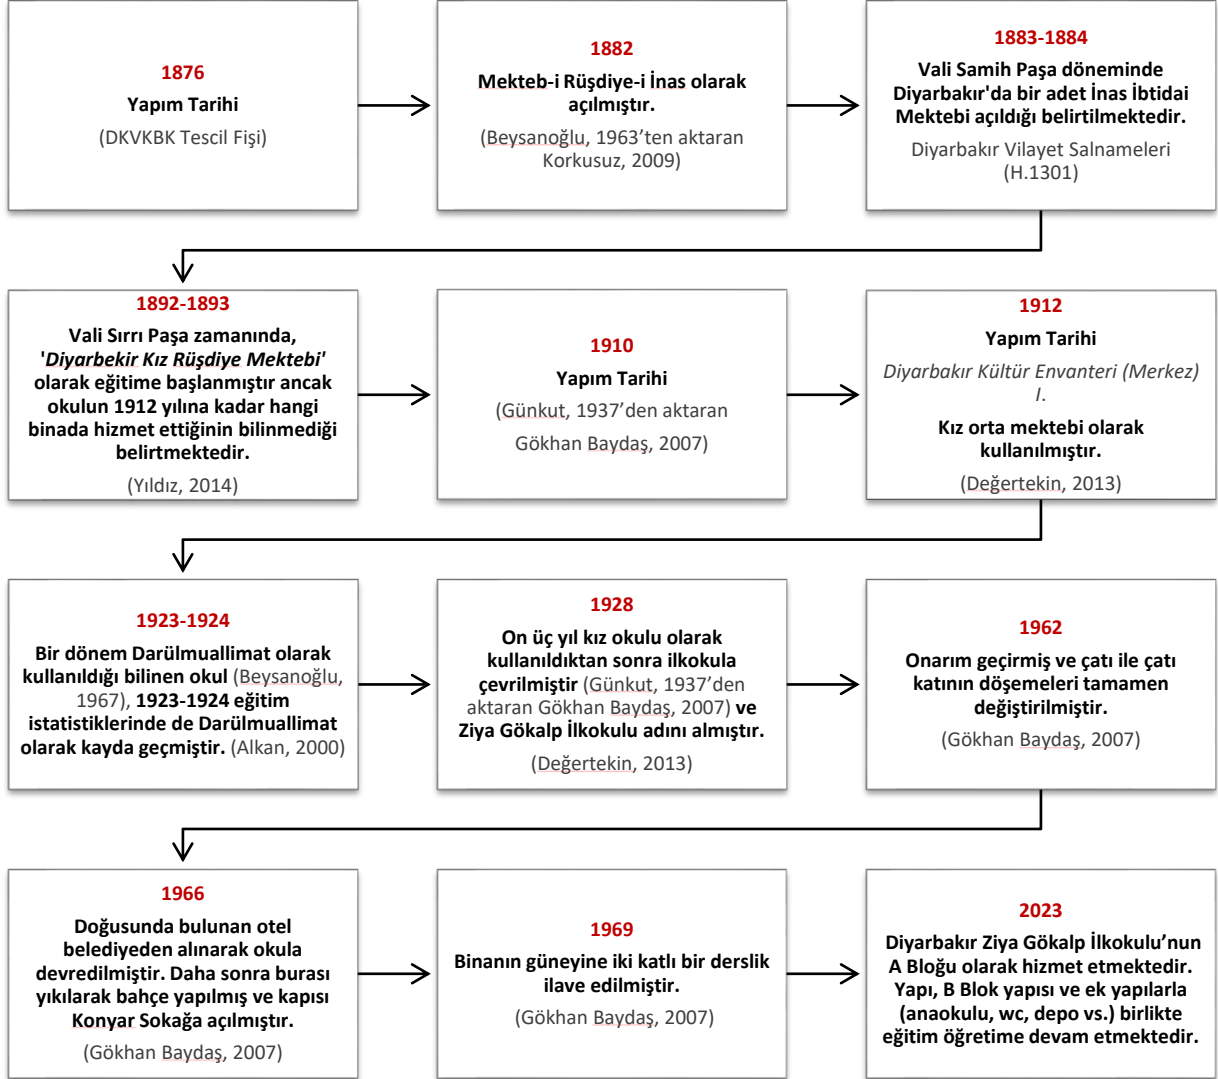 1876
Yapım Tarihi
(DKVKBK Tescil Fişi)
1882
Mekteb-i Rüşdiye-i İnas olarak
açılmıştır.
(Beysanoğlu, 1963’ten aktaran
Korkusuz, 2009)
1883-1884
Vali Samih Paşa döneminde
Diyarbakır'da bir adet İnas İbtidai
Mektebi açıldığı belirtilmektedir.
Diyarbakır Vilayet Salnameleri
(H.1301)
1892-1893
Vali Sırrı Paşa zamanında,
'Diyarbekir Kız Rüşdiye Mektebi'
olarak eğitime başlanmıştır ancak
okulun 1912 yılına kadar hangi
binada hizmet ettiğinin bilinmediği
belirtmektedir.
(Yıldız, 2014)
1910
Yapım Tarihi
(Günkut, 1937’den aktaran
Gökhan Baydaş, 2007)
1912
Yapım Tarihi
Diyarbakır Kültür Envanteri (Merkez)
I.
Kız orta mektebi olarak
kullanılmıştır.
(Değertekin, 2013)
1923-1924
Bir dönem Darülmuallimat olarak
kullanıldığı bilinen okul (Beysanoğlu,
1967), 1923-1924 eğitim
istatistiklerinde de Darülmuallimat
olarak kayda geçmiştir. (Alkan, 2000)
1928
On üç yıl kız okulu olarak
kullanıldıktan sonra ilkokula
çevrilmiştir (Günkut, 1937’den
aktaran Gökhan Baydaş, 2007) ve
Ziya Gökalp İlkokulu adını almıştır.
(Değertekin, 2013)
1962
Onarım geçirmiş ve çatı ile çatı
katının döşemeleri tamamen
değiştirilmiştir.
(Gökhan Baydaş, 2007)
1966
Doğusunda bulunan otel
belediyeden alınarak okula
devredilmiştir. Daha sonra burası
yıkılarak bahçe yapılmış ve kapısı
Konyar Sokağa açılmıştır.
(Gökhan Baydaş, 2007)
1969
Binanın güneyine iki katlı bir derslik
ilave edilmiştir.
(Gökhan Baydaş, 2007)
2023
Diyarbakır Ziya Gökalp İlkokulu’nun
A Bloğu olarak hizmet etmektedir.
Yapı, B Blok yapısı ve ek yapılarla
(anaokulu, wc, depo vs.) birlikte
eğitim öğretime devam etmektedir.